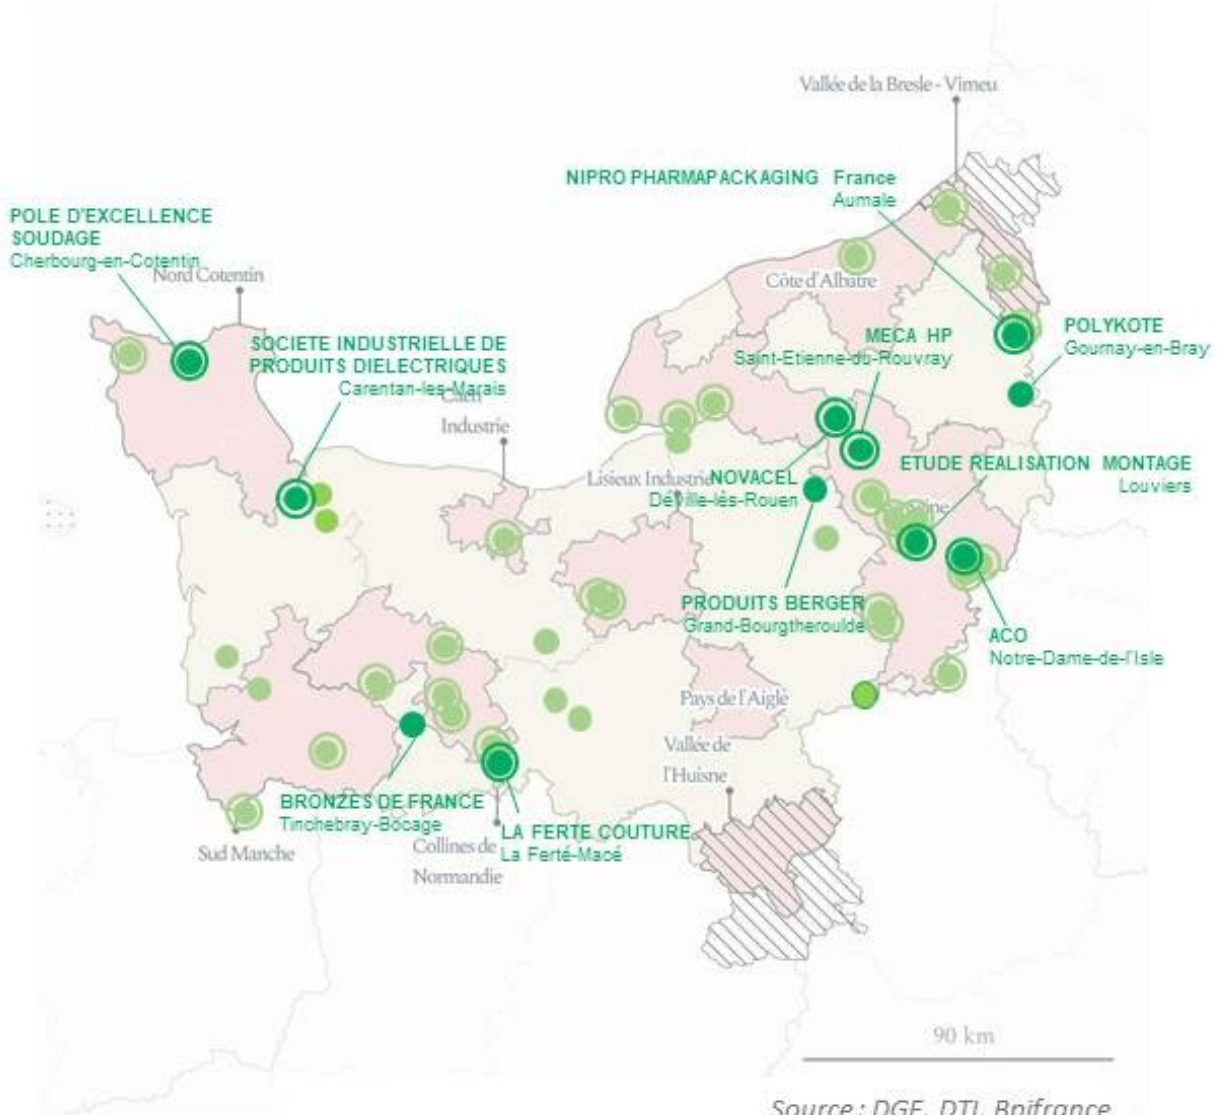 Vallée de la Bresle - Vimeu
NIPRO PHARMAPACKAGING France
Aumale
POLE D'EXCELLENCE
SOUDAGE
Cherbourg-en-Cotentin
Nord Cotentin
Côte d'Albatre
SOCIETE INDUSTRIELLE DE
PRODUITS DIELECTRIQUES
Carentan-les-Marais
MECA HP
Saint-Etienne-du-Rouvray
POLYKOTE
Gournay-en-Bray
Caen
Industrie
ETUDE REALISATION MONTAGE
Louviers
Lisieux Industrie
NOVACEL
Déville-lès-Rouen
PRODUITS BERGER
Grand-Bourgtheroulde
ACO
Notre-Dame-de-l'Isle
Pays de l'Aigle
Vallée de
l'Huisne
BRONZES DE FRANCE
Tinchebray-Bocage
LA FERTE COUTURE
La Ferté-Macé
Collines de
Normandie
Sud Manche
90 km
Source : DGE, DTI, Bpifrance